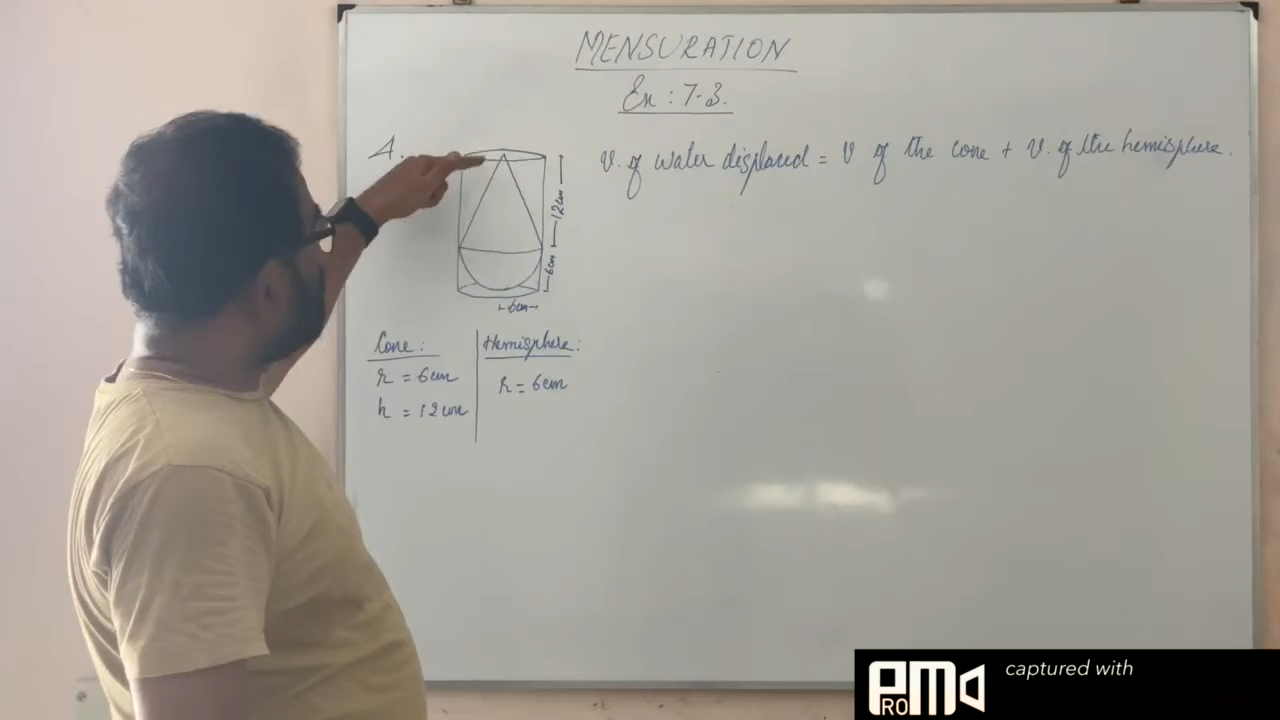 MENSURATION
Ex: 7.3.
4.
V. of water displaced = V of the cone + V. of the hemisphere.
12cm
6cm
6cm
Cone:
r = 6cm
h = 12cm
Hemisphere:
r = 6cm
PRO M
captured with